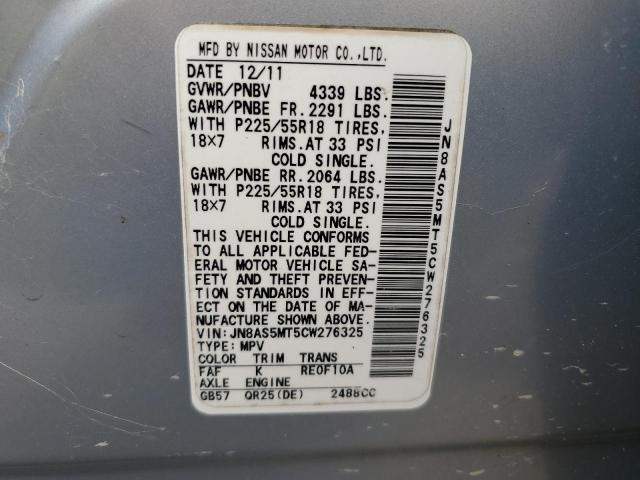 MFD BY NISSAN MOTOR CO.,LTD.
DATE 12/11
GVWR/PNBV 4339 LBS.
GAWR/PNBE FR. 2291 LBS.
WITH P225/55R18 TIRES,
18X7 RIMS.AT 33 PSI
COLD SINGLE.
GAWR/PNBE RR. 2064 LBS.
WITH P225/55R18 TIRES,
18X7 RIMS.AT 33 PSI
COLD SINGLE.
THIS VEHICLE CONFORMS
TO ALL APPLICABLE FED-
ERAL MOTOR VEHICLE SA-
FETY AND THEFT PREVEN-
TION STANDARDS IN EFF-
ECT ON THE DATE OF MA-
NUFACTURE SHOWN ABOVE.
VIN: JN8AS5MT5CW276325
TYPE: MPV
COLOR TRIM TRANS
FAF K RE0F10A
AXLE ENGINE
GB57 QR25(DE) 2488CC
JN8AS5MT5CW276325